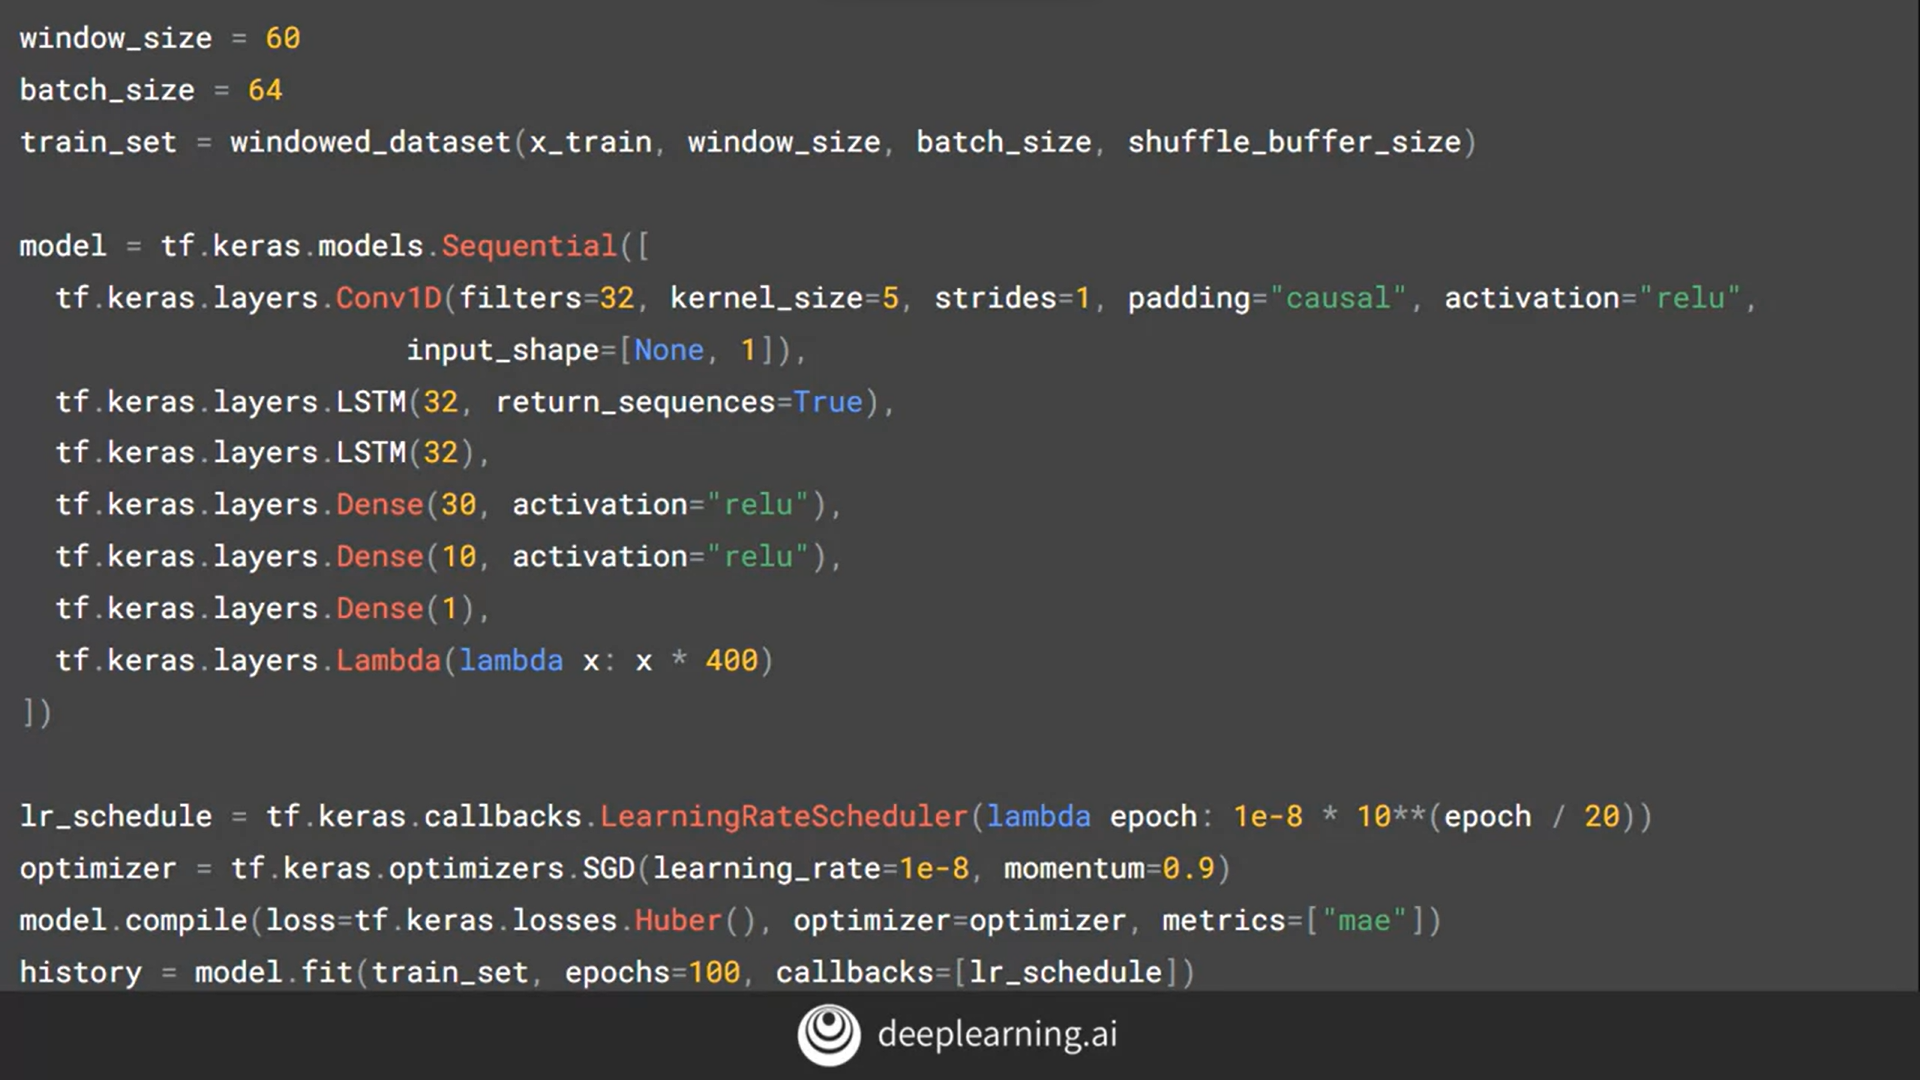 window_size = 60
batch_size = 64
train_set = windowed_dataset(x_train, window_size, batch_size, shuffle_buffer_size)
model = tf.keras.models.Sequential([
tf.keras.layers.Conv1D(filters=32, kernel_size=5, strides=1, padding="causal", activation="relu",
input_shape=[None, 1]),
tf.keras.layers.LSTM(32, return_sequences=True),
tf.keras.layers.LSTM(32),
tf.keras.layers.Dense(30, activation="relu"),
tf.keras.layers.Dense(10, activation="relu"),
tf.keras.layers.Dense(1),
tf.keras.layers.Lambda(lambda x: x * 400)
])
lr_schedule = tf.keras.callbacks.LearningRateScheduler(lambda epoch: 1e-8 * 10**(epoch / 20))
optimizer = tf.keras.optimizers.SGD(learning_rate=1e-8, momentum=0.9)
model.compile(loss=tf.keras.losses.Huber(), optimizer=optimizer, metrics=["mae"])
history = model.fit(train_set, epochs=100, callbacks=[lr_schedule])
deeplearning.ai